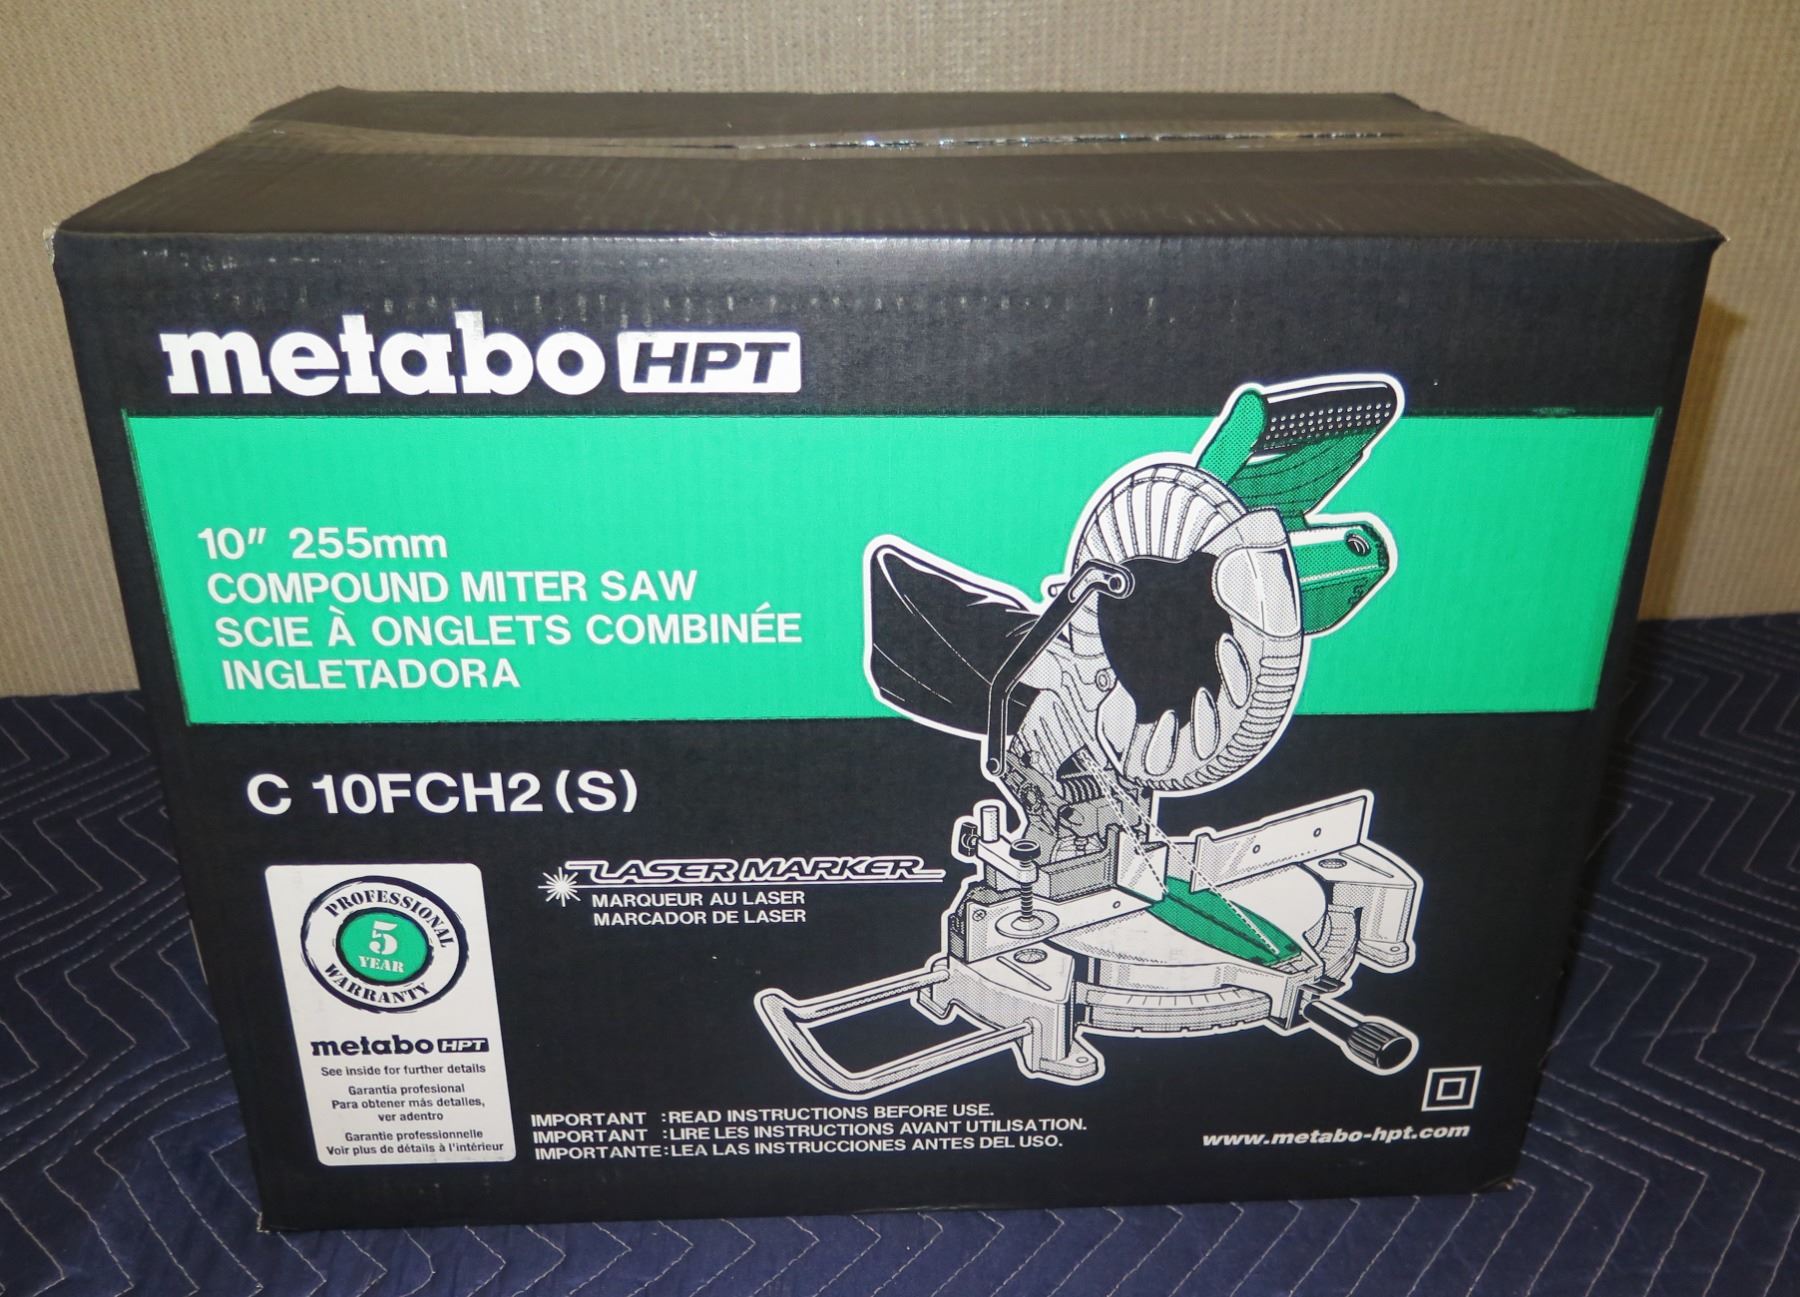 metabo HPT
10" 255mm
COMPOUND MITER SAW
SCIE À ONGLETS COMBINÉE
INGLETADORA
C 10FCH2 (S)
LASER MARKER
MARQUEUR AU LASER
MARCADOR DE LASER
PROFESSIONAL
5
YEAR
WARRANTY
metabo HPT
See inside for further details
Garantia profesional
Para obtener más detalles,
ver adentro
Garantie professionnelle
Voir plus de détails à l'intérieur
IMPORTANT :READ INSTRUCTIONS BEFORE USE.
IMPORTANT :LIRE LES INSTRUCTIONS AVANT UTILISATION.
IMPORTANTE:LEA LAS INSTRUCCIONES ANTES DEL USO.
www.metabo-hpt.com